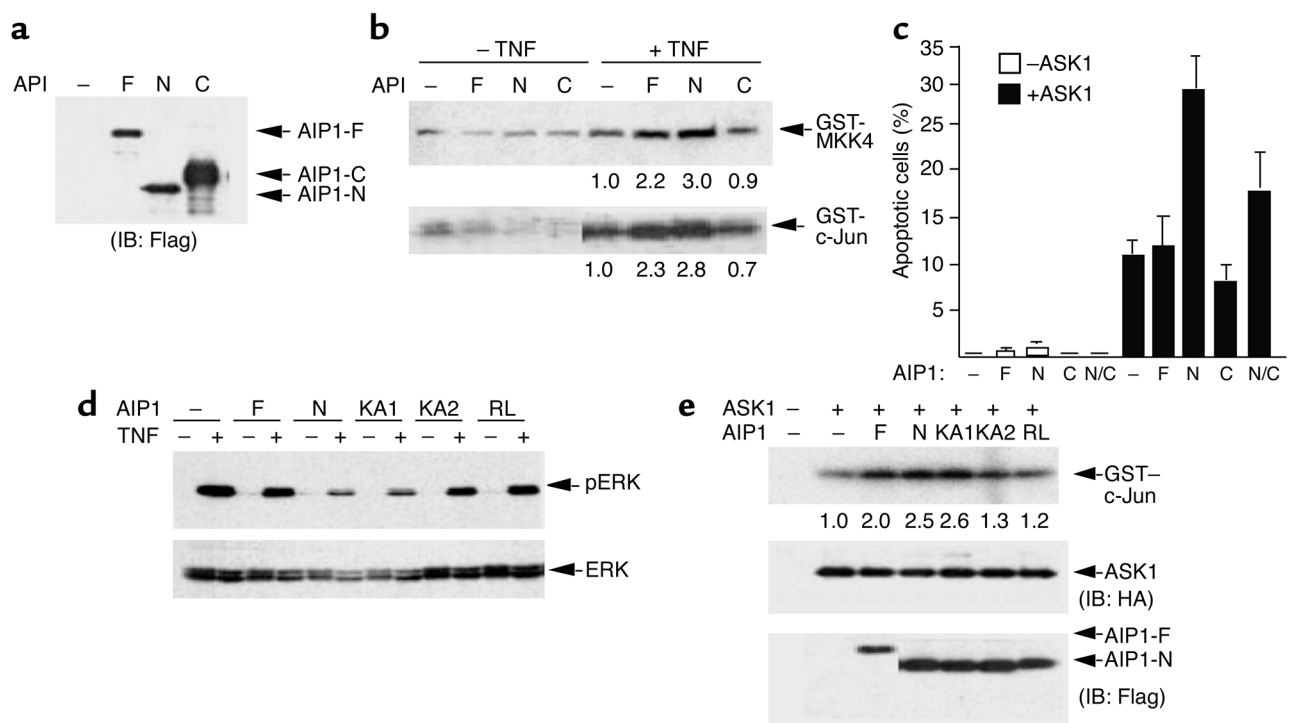 a
API – F N C
AIP1-F
AIP1-C
AIP1-N
(IB: Flag)
b
– TNF + TNF
API – F N C – F N C
GST-
MKK4
1.0 2.2 3.0 0.9
GST-
c-Jun
1.0 2.3 2.8 0.7
c
35
30
25
20
15
10
5
Apoptotic cells (%)
–ASK1
+ASK1
AIP1: – F N C N/C – F N C N/C
d
AIP1 – F N KA1 KA2 RL
TNF – + – + – + – + – + – +
pERK
ERK
e
ASK1 – + + + + + +
AIP1 – – F N KA1 KA2 RL
GST–
c-Jun
1.0 2.0 2.5 2.6 1.3 1.2
ASK1
(IB: HA)
AIP1-F
AIP1-N
(IB: Flag)